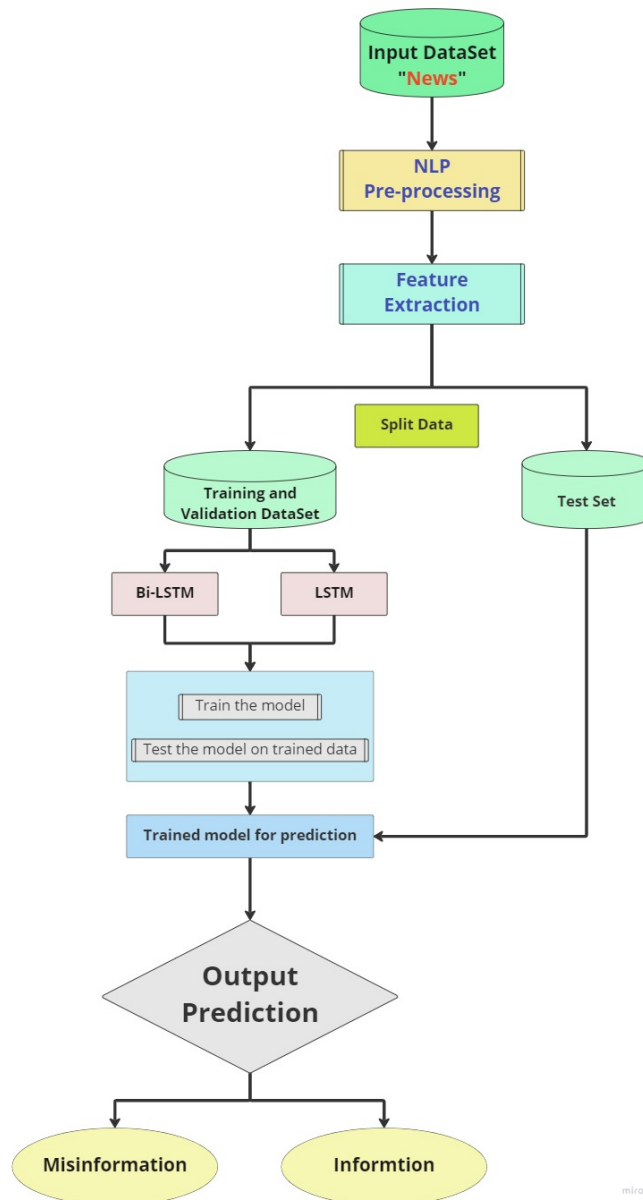 Input DataSet
"News"
NLP
Pre-processing
Feature
Extraction
Split Data
Training and
Validation DataSet
Test Set
Bi-LSTM
LSTM
Train the model
Test the model on trained data
Trained model for prediction
Output
Prediction
Misinformation
Informtion
miro